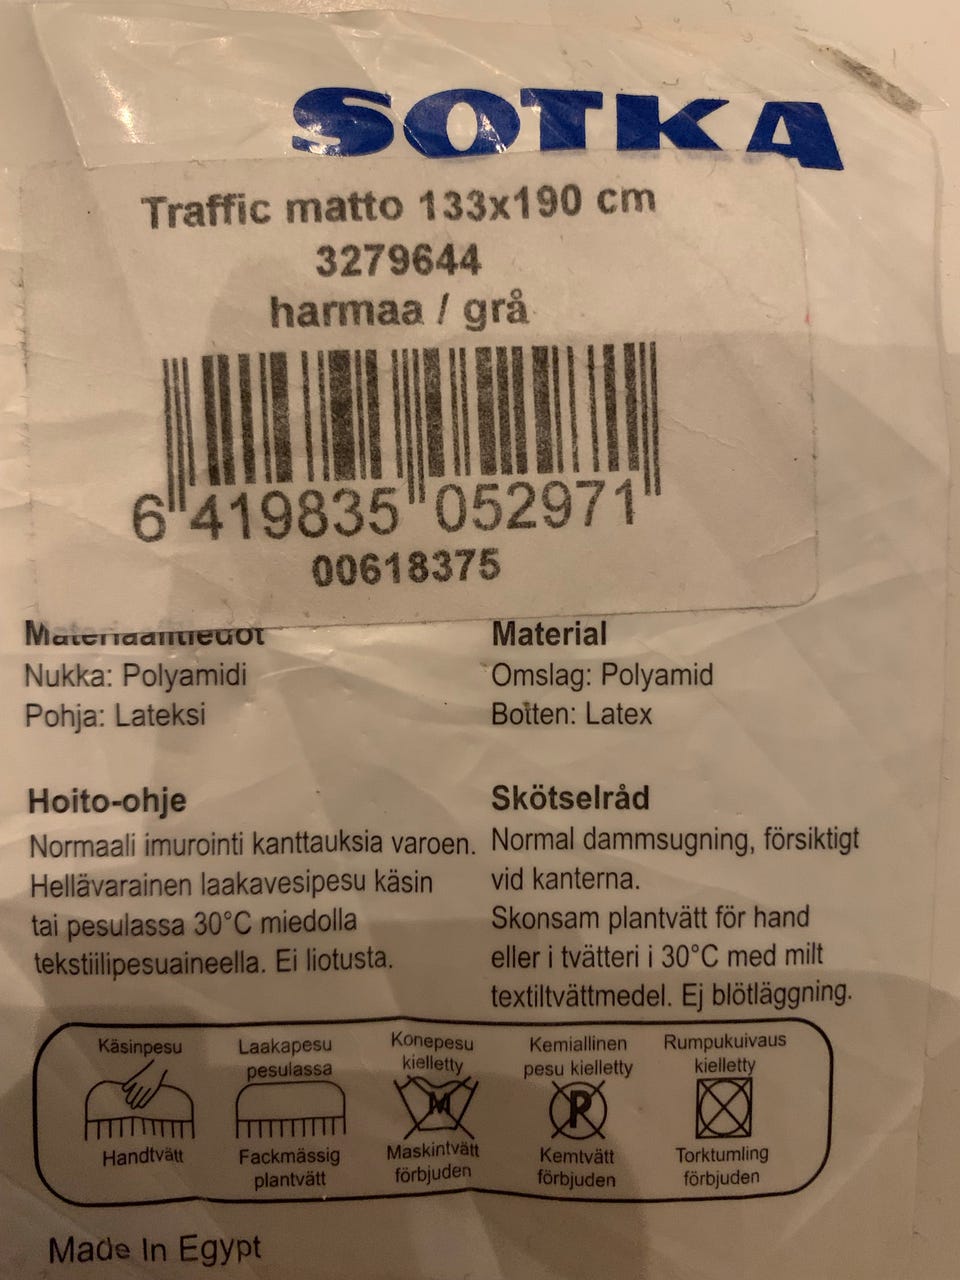 SOTKA
Traffic matto 133x190 cm
3279644
harmaa / grå
6 419835 052971
00618375
Materiaalitiedot
Nukka: Polyamidi
Pohja: Lateksi
Material
Omslag: Polyamid
Botten: Latex
Hoito-ohje
Normaali imurointi kanttauksia varoen.
Hellävarainen laakavesipesu käsin
tai pesulassa 30°C miedolla
tekstiilipesuaineella. Ei liotusta.
Skötselråd
Normal dammsugning, försiktigt
vid kanterna.
Skonsam plantvätt för hand
eller i tvätteri i 30°C med milt
textiltvättmedel. Ej blötläggning.
Käsinpesu
Handtvätt
Laakapesu
pesulassa
Fackmässig
plantvätt
Konepesu
kielletty
M
Maskintvätt
förbjuden
Kemiallinen
pesu kielletty
P
Kemtvätt
förbjuden
Rumpukuivaus
kielletty
Torktumling
förbjuden
Made In Egypt